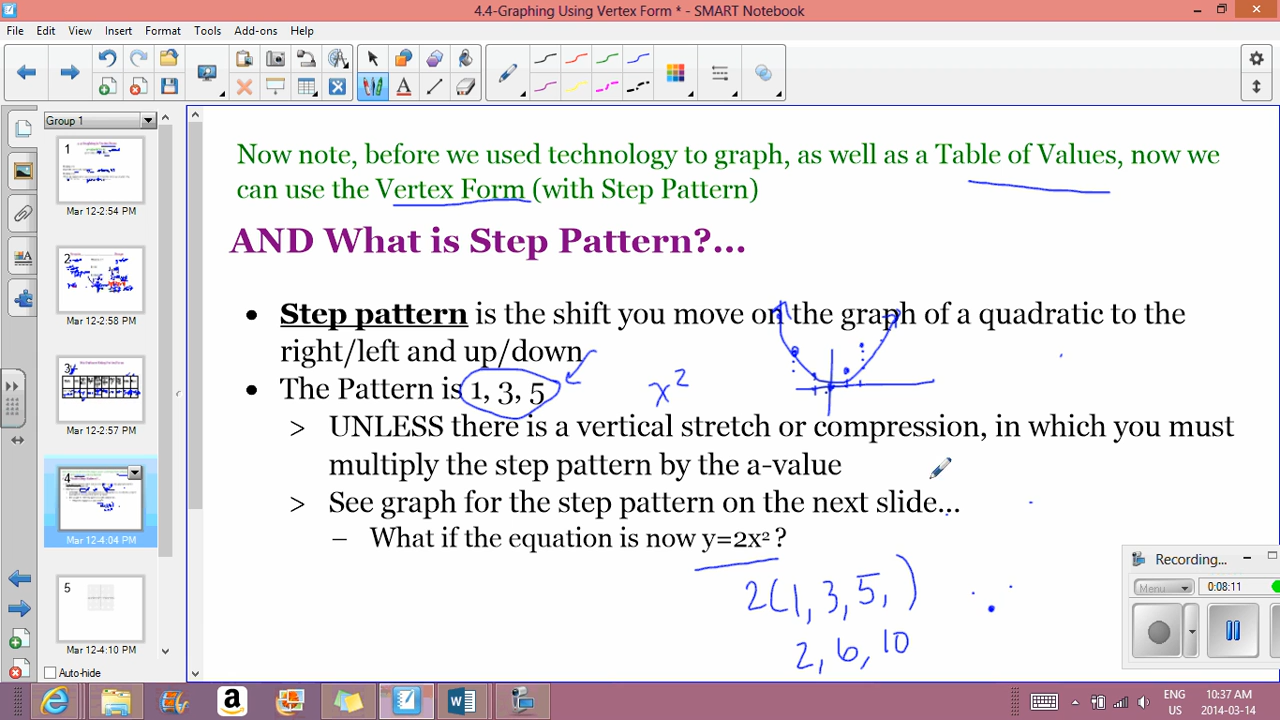 4.4-Graphing Using Vertex Form * - SMART Notebook
File Edit View Insert Format Tools Add-ons Help
Group 1
1
Mar 12-2:54 PM
2
Mar 12-2:58 PM
3
Mar 12-2:57 PM
4
Mar 12-4:04 PM
5
Mar 12-4:10 PM
Auto-hide
Now note, before we used technology to graph, as well as a Table of Values, now we
can use the Vertex Form (with Step Pattern)
AND What is Step Pattern?...
• Step pattern is the shift you move on the graph of a quadratic to the
right/left and up/down
• The Pattern is 1, 3, 5
x²
> UNLESS there is a vertical stretch or compression, in which you must
multiply the step pattern by the a-value
> See graph for the step pattern on the next slide...
– What if the equation is now y=2x² ?
2(1, 3, 5, )
2, 6, 10
Recording...
Menu
0:08:11
ENG
US
10:37 AM
2014-03-14